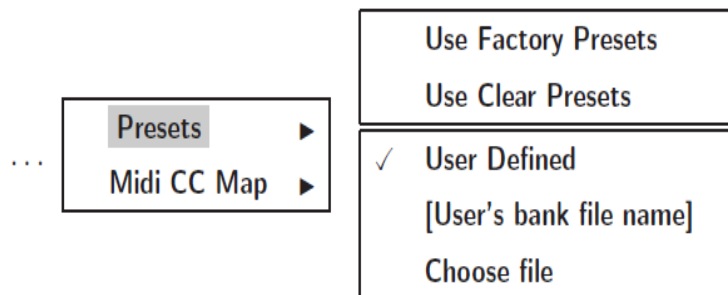 ...
Presets ▶
Midi CC Map ▶
Use Factory Presets
Use Clear Presets
✓ User Defined
[User's bank file name]
Choose file